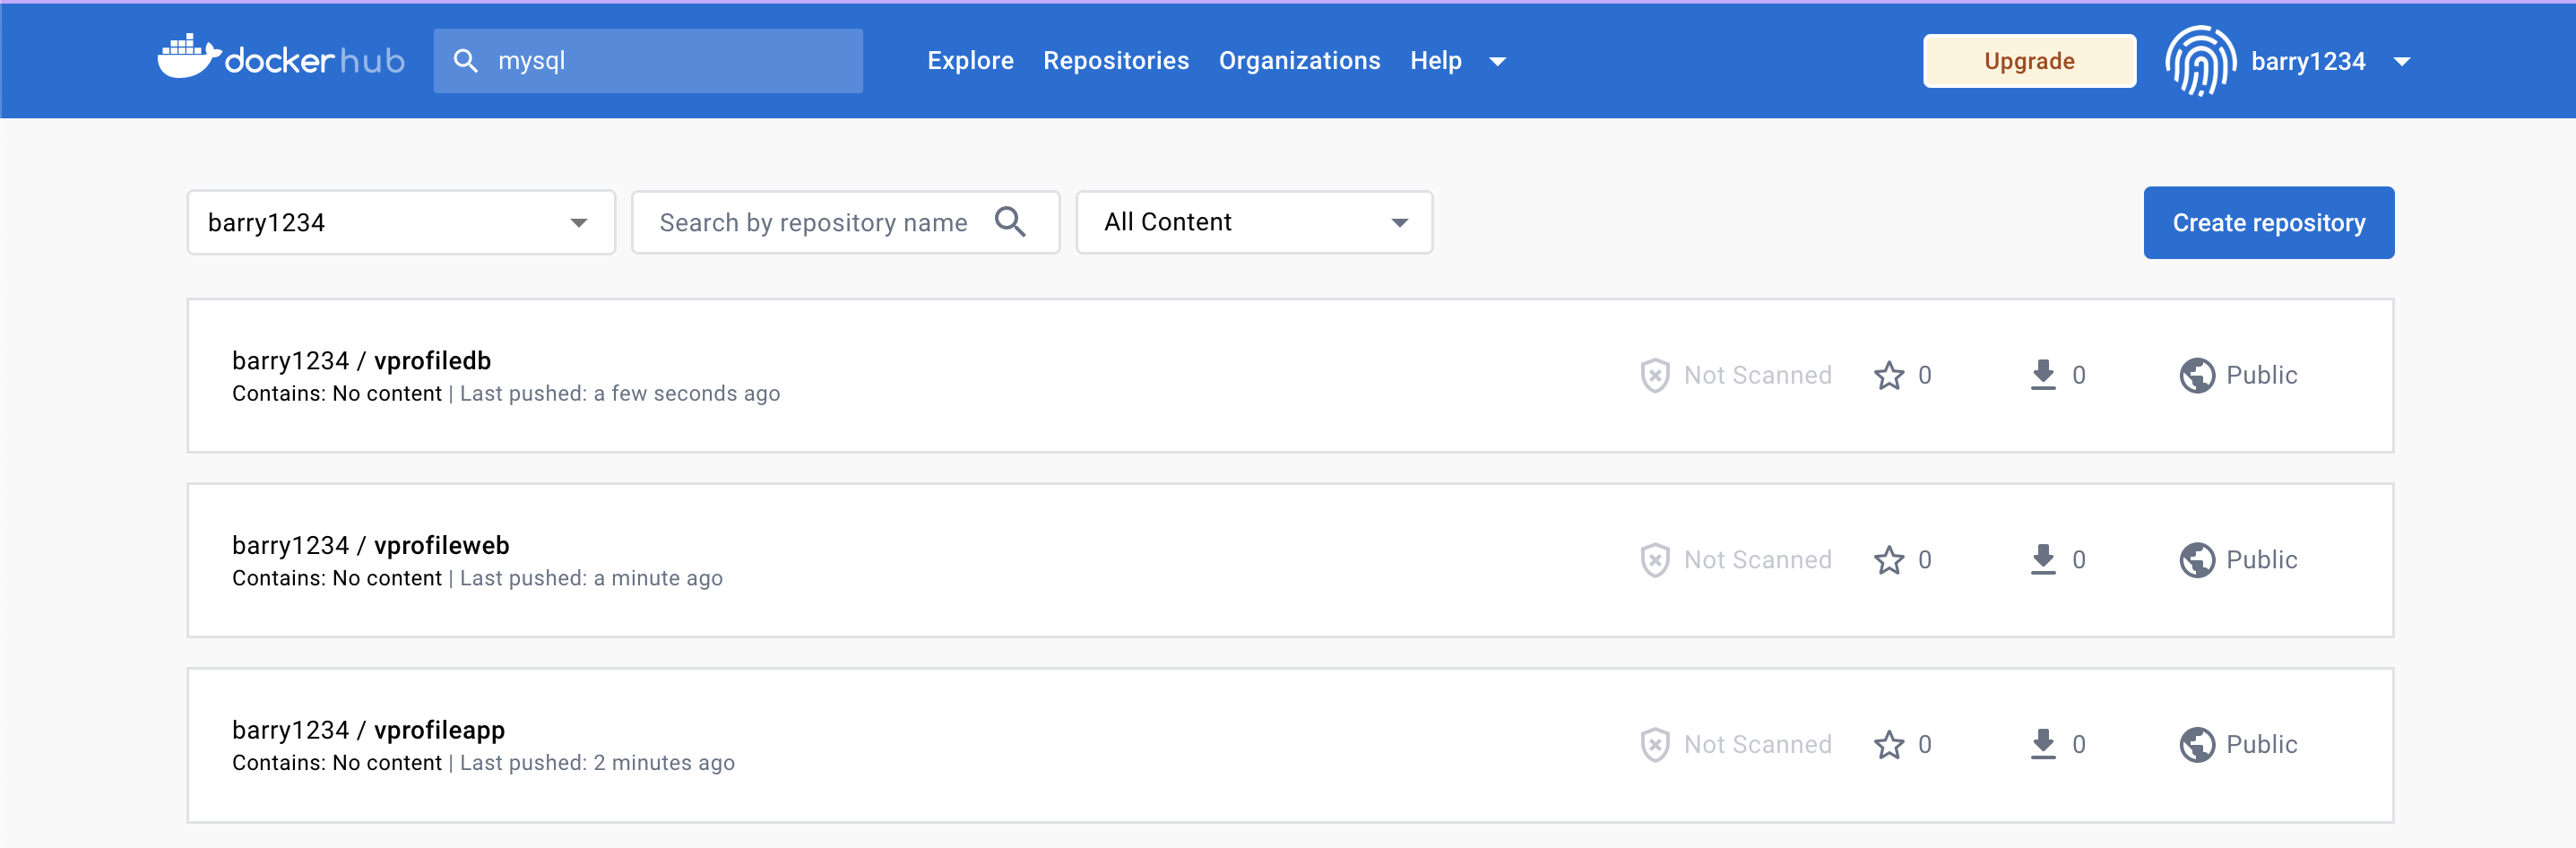 docker hub
mysql
Explore Repositories Organizations Help
Upgrade
barry1234
barry1234
Search by repository name
All Content
Create repository
barry1234 / vprofiledb
Contains: No content | Last pushed: a few seconds ago
Not Scanned 0 0 Public
barry1234 / vprofileweb
Contains: No content | Last pushed: a minute ago
Not Scanned 0 0 Public
barry1234 / vprofileapp
Contains: No content | Last pushed: 2 minutes ago
Not Scanned 0 0 Public